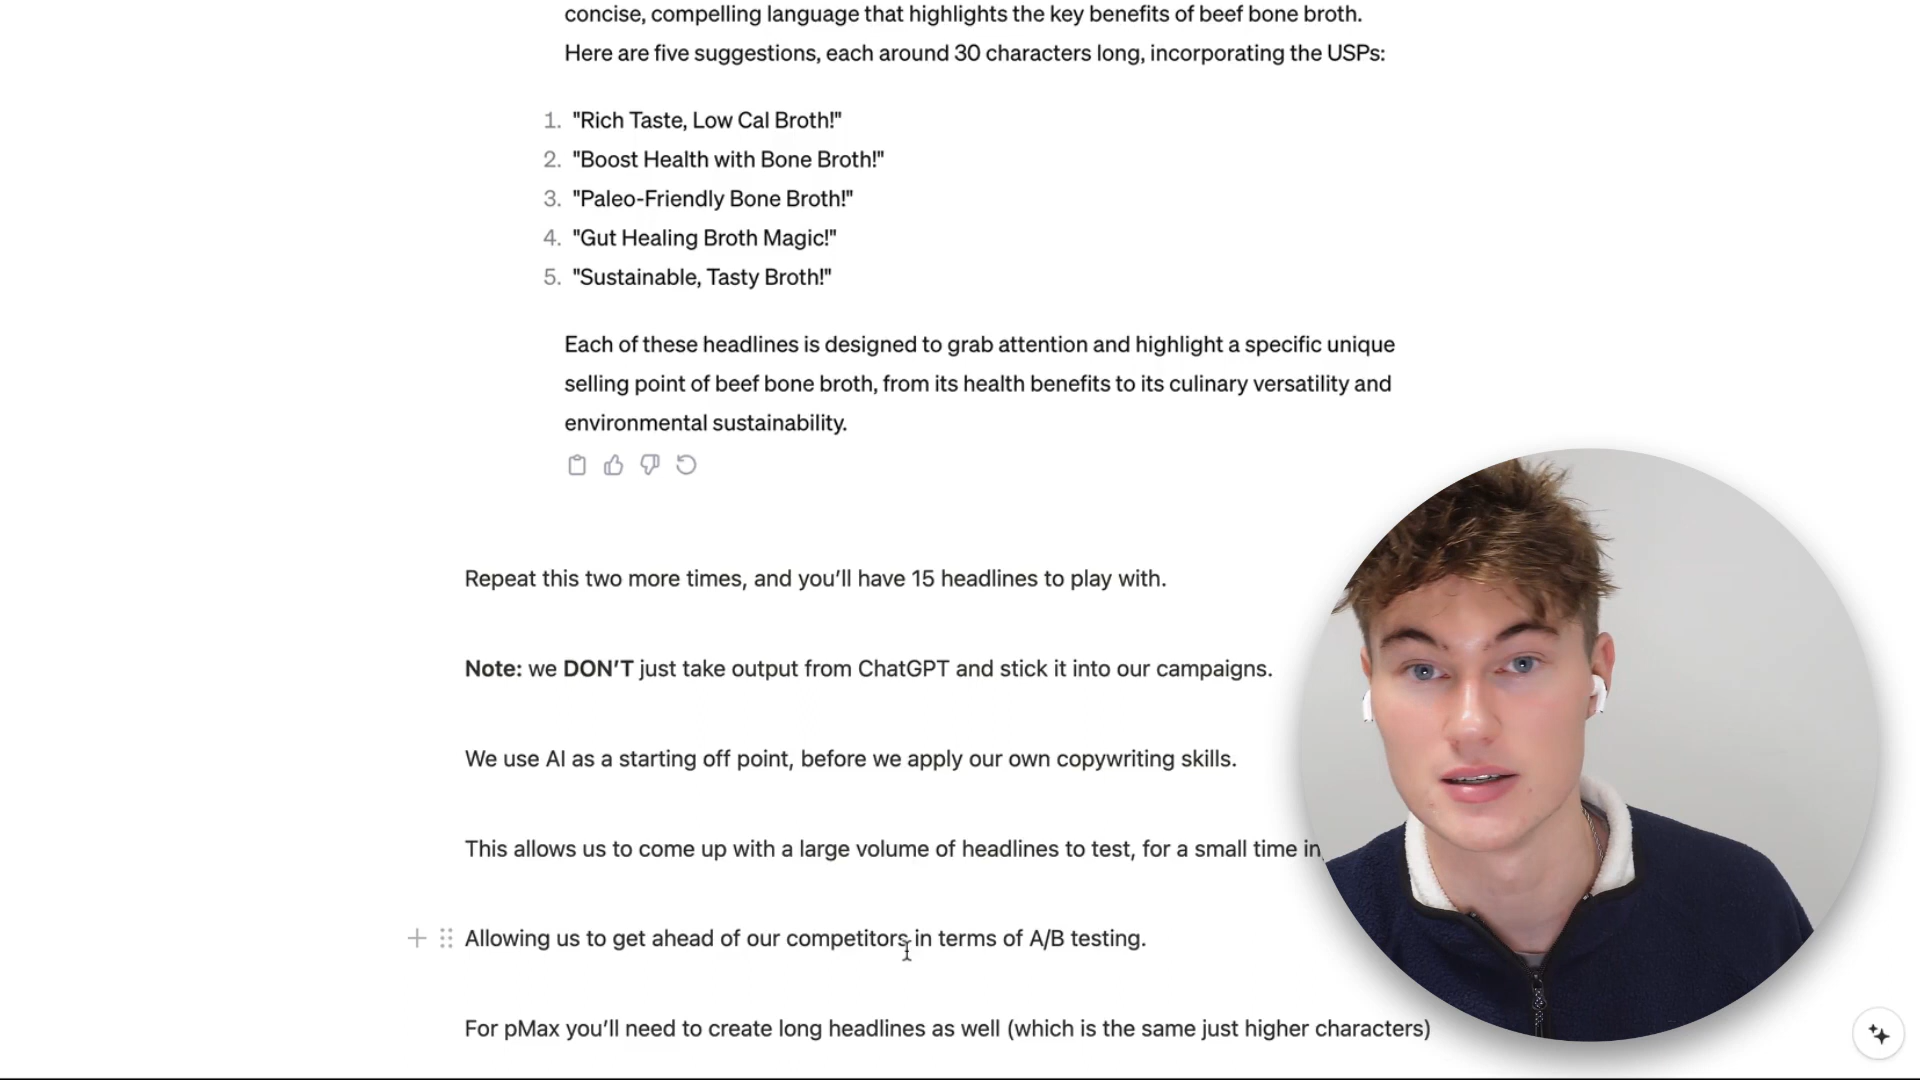 concise, compelling language that highlights the key benefits of beef bone broth.
Here are five suggestions, each around 30 characters long, incorporating the USPs:
1. "Rich Taste, Low Cal Broth!"
2. "Boost Health with Bone Broth!"
3. "Paleo-Friendly Bone Broth!"
4. "Gut Healing Broth Magic!"
5. "Sustainable, Tasty Broth!"
Each of these headlines is designed to grab attention and highlight a specific unique
selling point of beef bone broth, from its health benefits to its culinary versatility and
environmental sustainability.
Repeat this two more times, and you’ll have 15 headlines to play with.
Note: we DON’T just take output from ChatGPT and stick it into our campaigns.
We use AI as a starting off point, before we apply our own copywriting skills.
This allows us to come up with a large volume of headlines to test, for a small time
Allowing us to get ahead of our competitors in terms of A/B testing.
For pMax you’ll need to create long headlines as well (which is the same just higher characters)